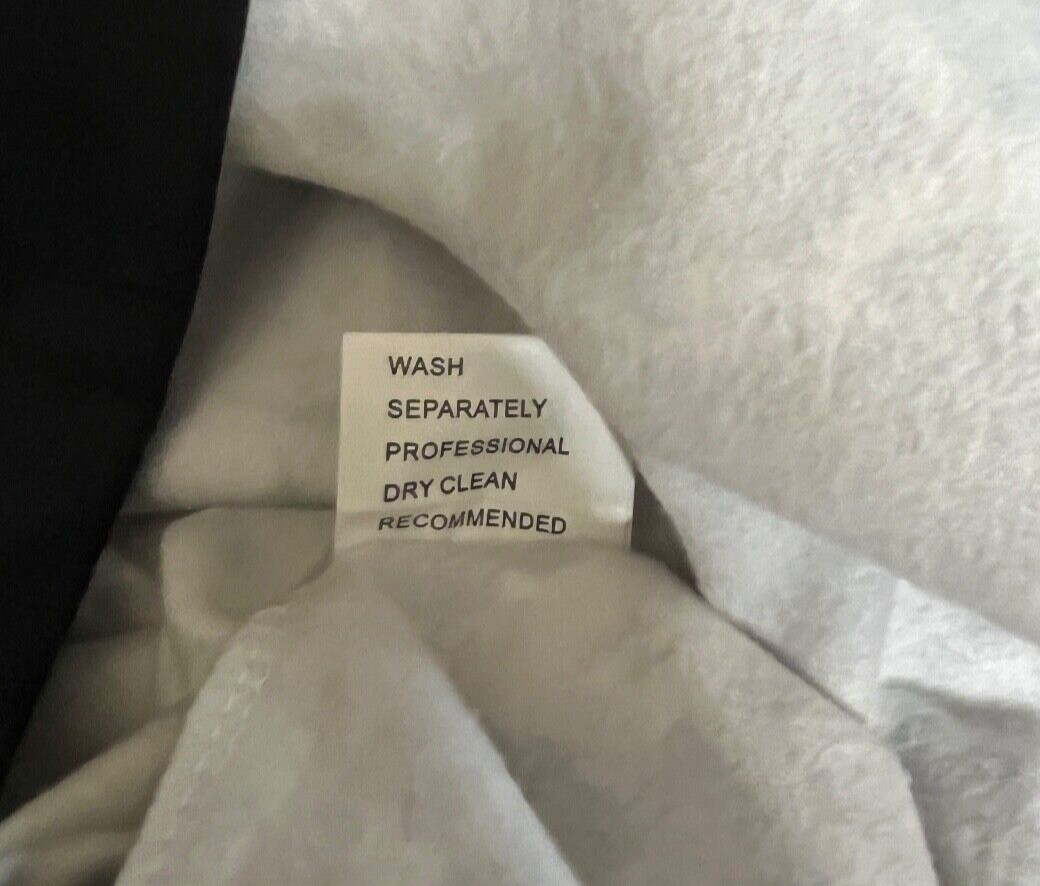 WASH
SEPARATELY
PROFESSIONAL
DRY CLEAN
RECOMMENDED